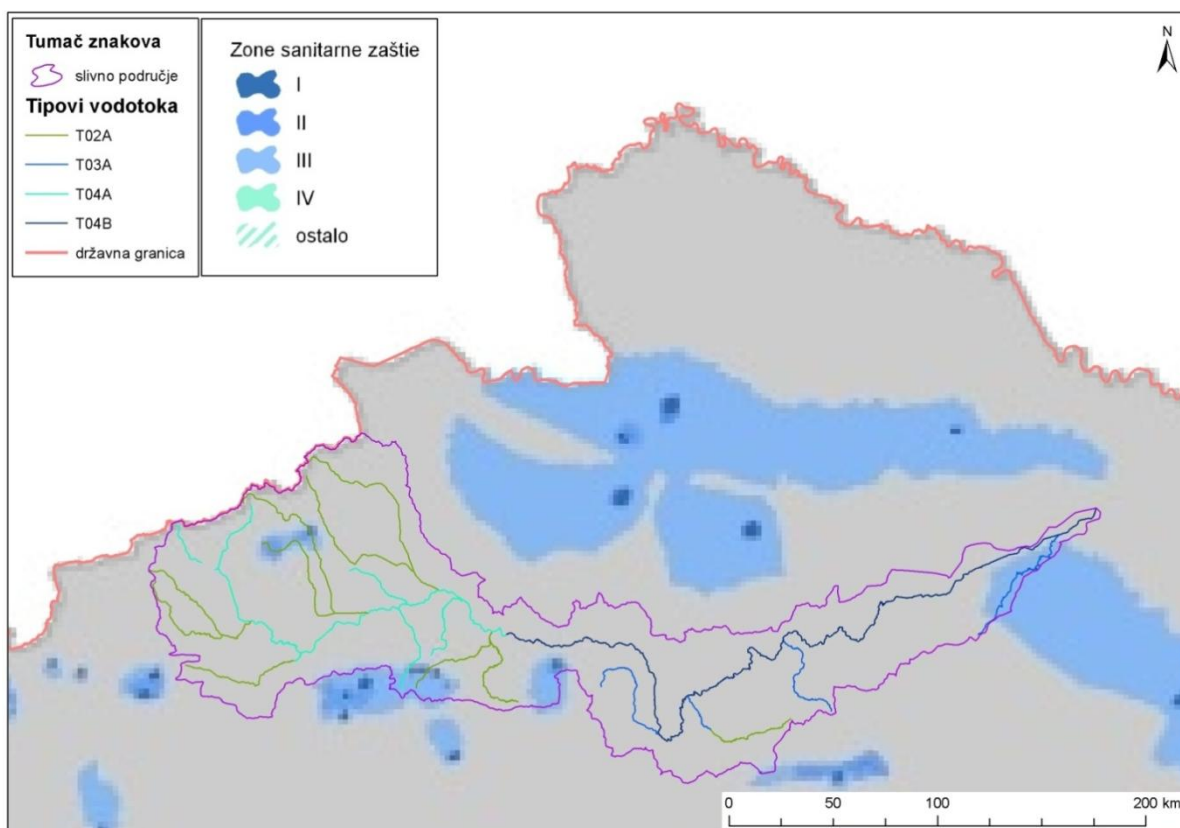 Tumač znakova
slivno područje
Tipovi vodotoka
T02A
T03A
T04A
T04B
državna granica
Zone sanitarne zaštie
I
II
III
IV
ostalo
N
0 50 100 200 km